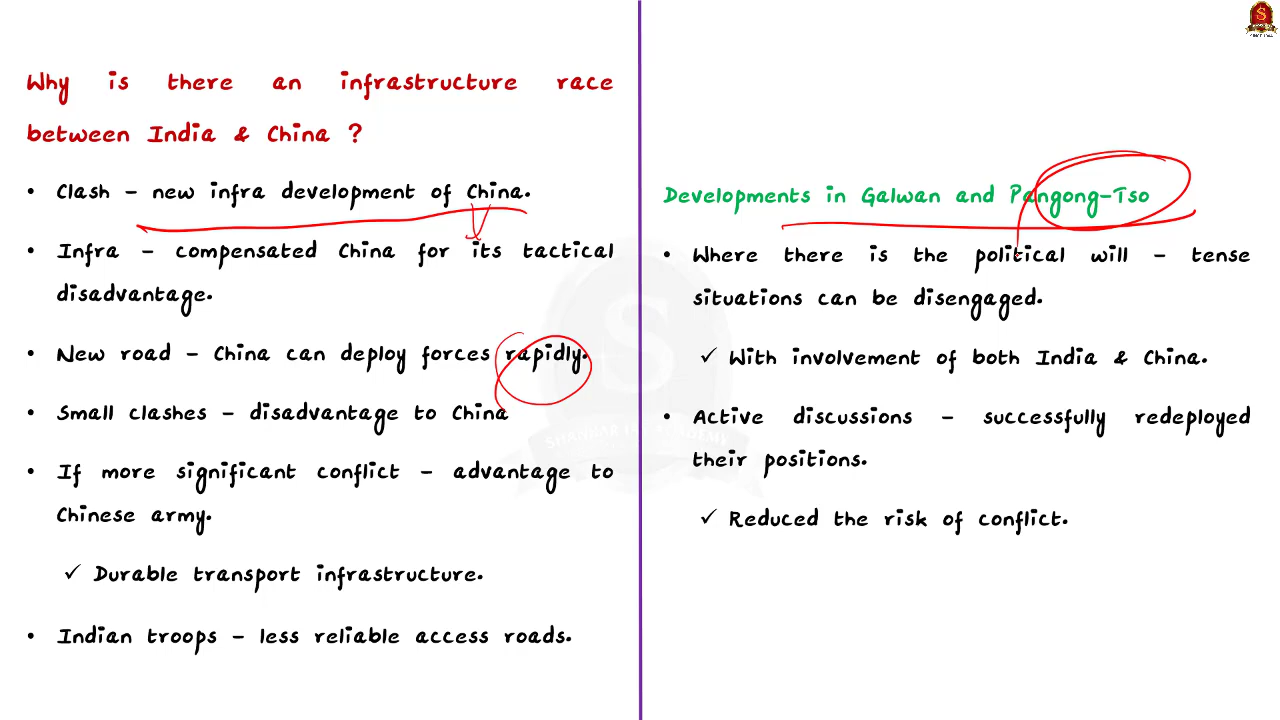 Why is there an infrastructure race
between India & China ?
• Clash – new infra development of China.
• Infra – compensated China for its tactical
disadvantage.
• New road – China can deploy forces rapidly.
• Small clashes – disadvantage to China
• If more significant conflict – advantage to
Chinese army.
✓ Durable transport infrastructure.
• Indian troops – less reliable access roads.
Developments in Galwan and Pangong-Tso
• Where there is the political will – tense
situations can be disengaged.
✓ With involvement of both India & China.
• Active discussions – successfully redeployed
their positions.
✓ Reduced the risk of conflict.
S
SHANKAR IAS ACADEMY
S